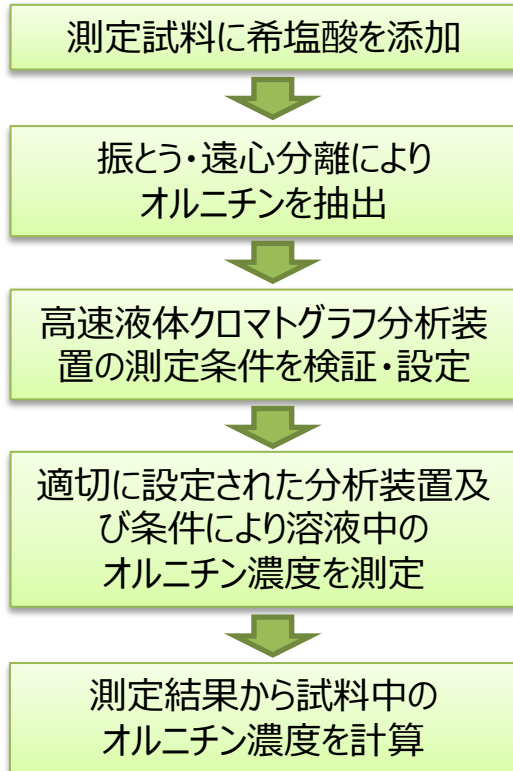 測定試料に希塩酸を添加
振とう・遠心分離により
オルニチンを抽出
高速液体クロマトグラフ分析装
置の測定条件を検証・設定
適切に設定された分析装置及
び条件により溶液中の
オルニチン濃度を測定
測定結果から試料中の
オルニチン濃度を計算